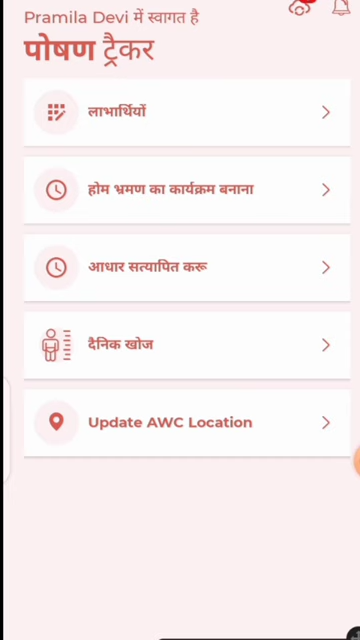 Pramila Devi में स्वागत है
पोषण ट्रैकर
लाभार्थियों
होम भ्रमण का कार्यक्रम बनाना
आधार सत्यापित करू
दैनिक खोज
Update AWC Location